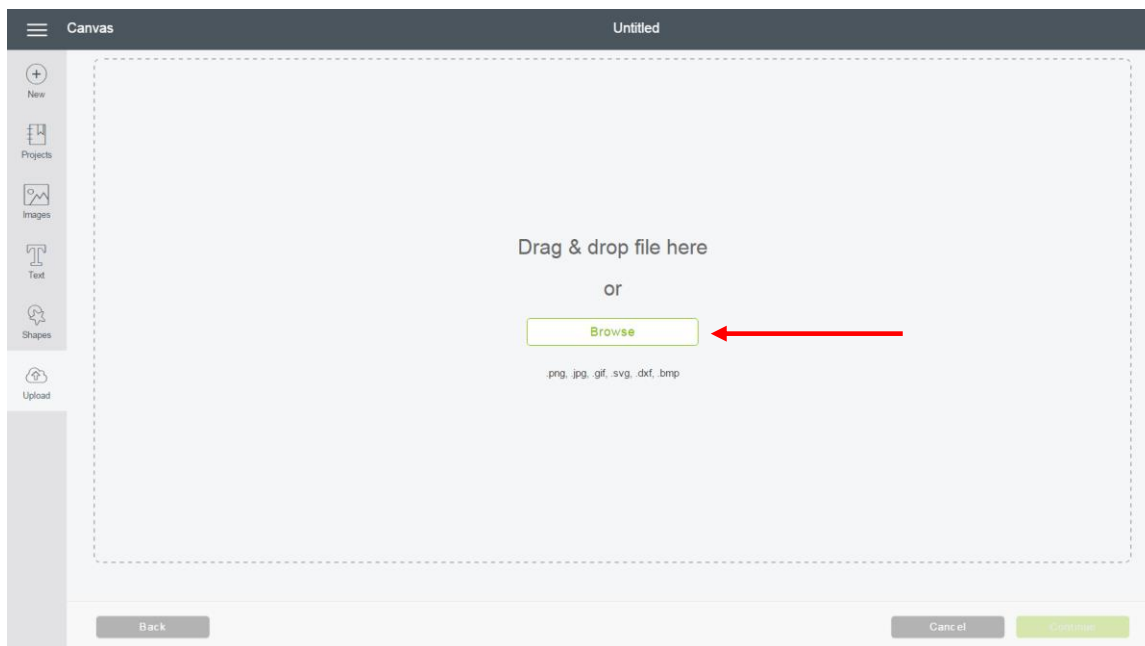 Canvas
Untitled
New
Projects
Images
Text
Shapes
Upload
Drag & drop file here
or
Browse
.png, .jpg, .gif, .svg, .dxf, .bmp
Back
Cancel
Continue